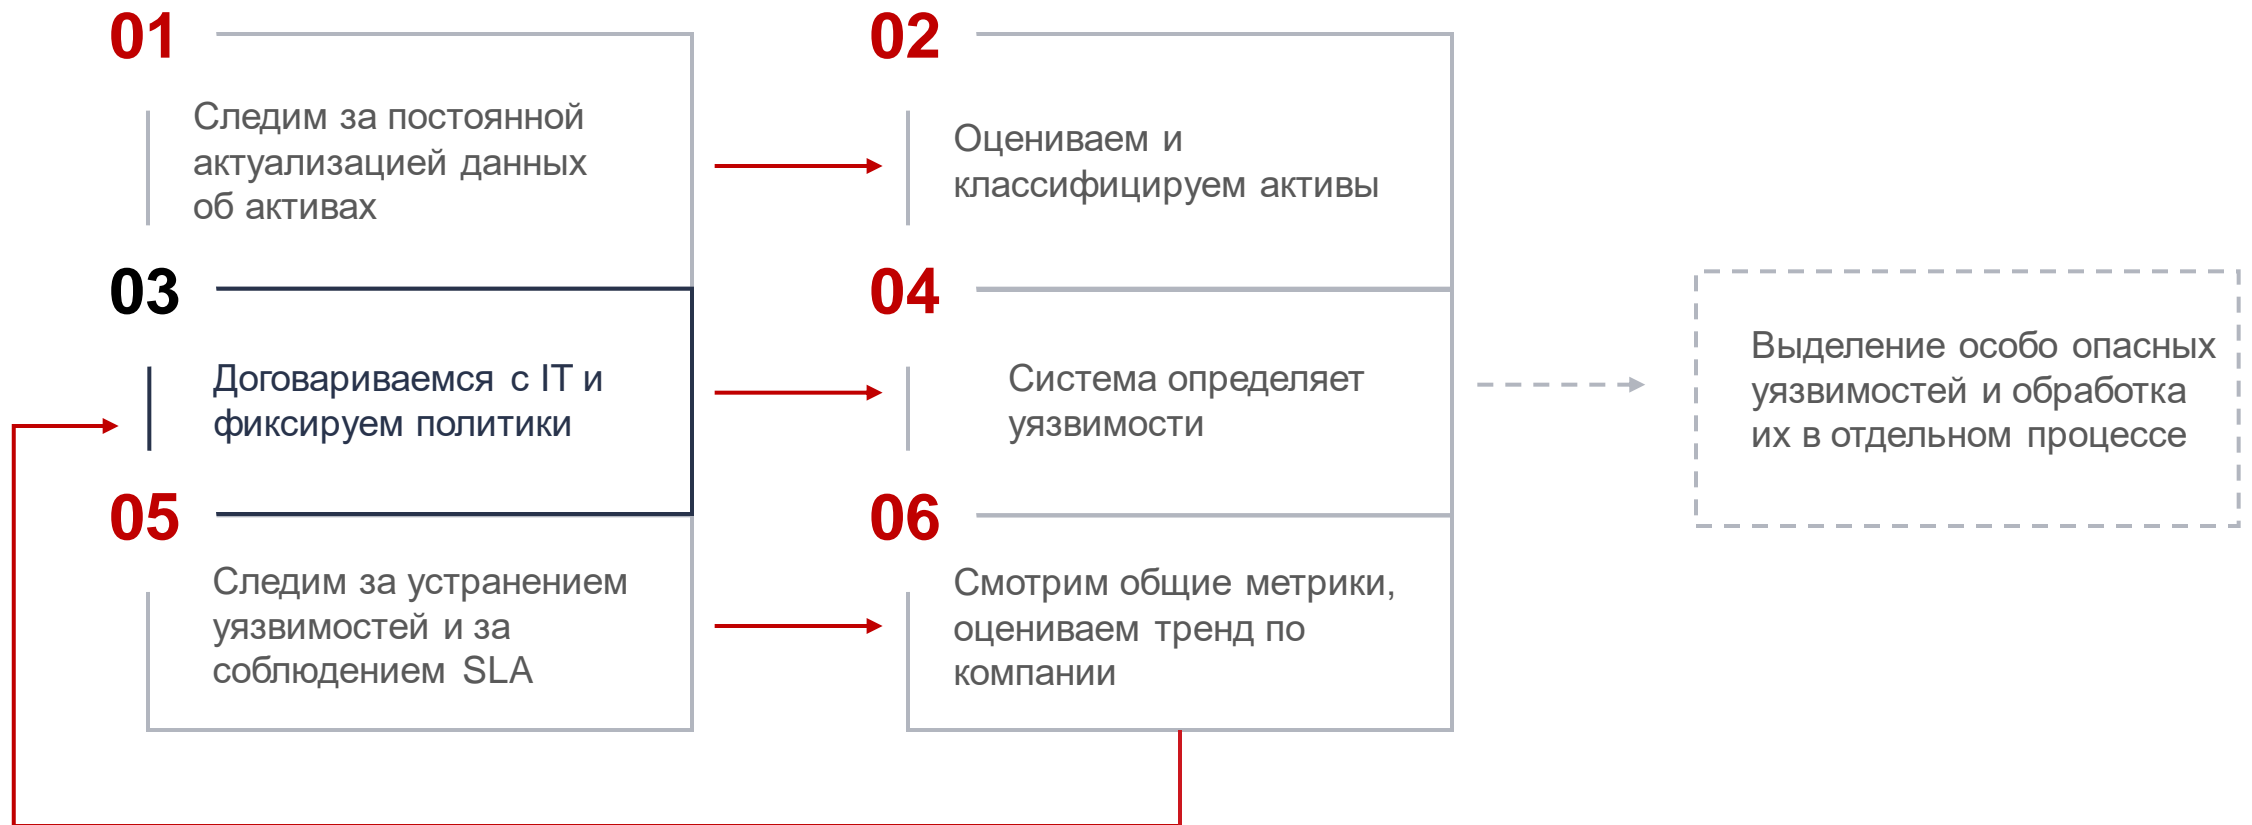 01
Следим за постоянной
актуализацией данных
об активах
02
Оцениваем и
классифицируем активы
03
Договариваемся с IT и
фиксируем политики
04
Система определяет
уязвимости
Выделение особо опасных
уязвимостей и обработка
их в отдельном процессе
05
Следим за устранением
уязвимостей и за
соблюдением SLA
06
Смотрим общие метрики,
оцениваем тренд по
компании